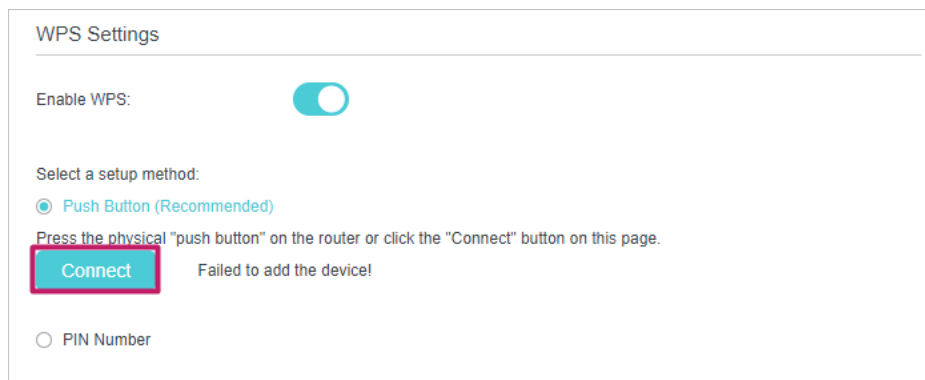 WPS Settings
Enable WPS:
Select a setup method:
Push Button (Recommended)
Press the physical "push button" on the router or click the "Connect" button on this page.
Connect
Failed to add the device!
PIN Number